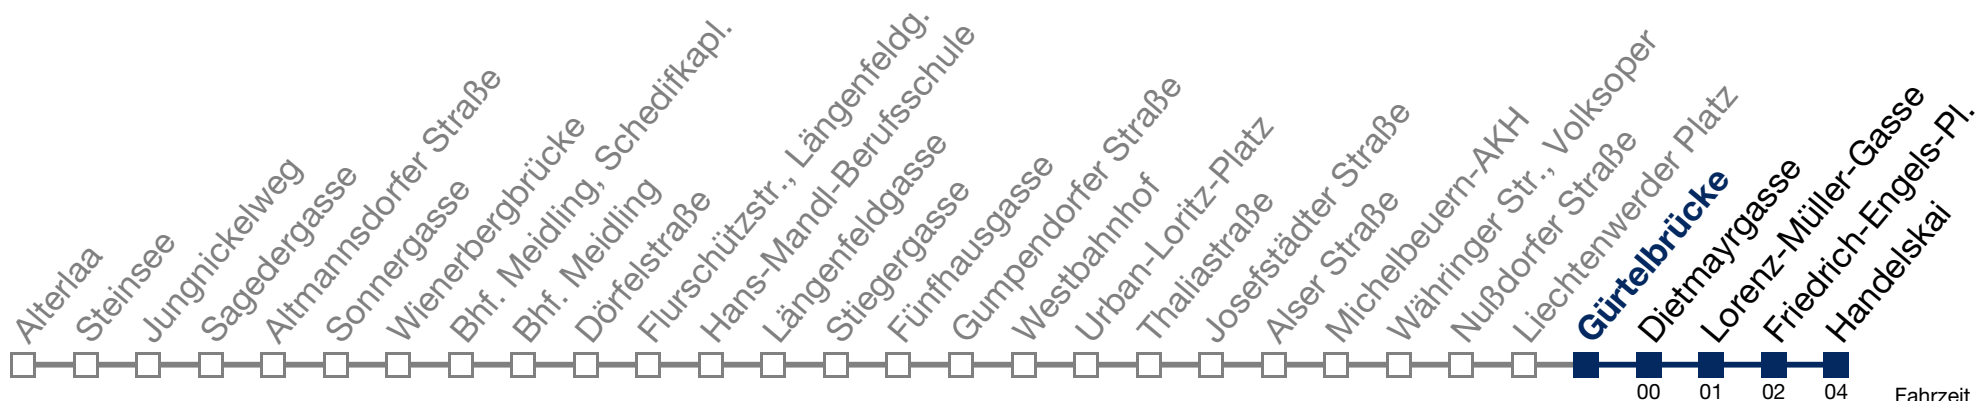 Alterlaa
Steinsee
Jungnickelweg
Sagedergasse
Altmannsdorfer Straße
Sonnergasse
Wienerbergbrücke
Bhf. Meidling, Schedifkapl.
Bhf. Meidling
Dörfelstraße
Flurschützstr., Längenfeldg.
Hans-Mandl-Berufsschule
Längenfeldgasse
Stiegergasse
Fünfhausgasse
Gumpendorfer Straße
Westbahnhof
Urban-Loritz-Platz
Thaliastraße
Josefstädter Straße
Alser Straße
Michelbeuern-AKH
Währinger Str., Volksoper
Nußdorfer Straße
Liechtenwerder Platz
Gürtelbrücke
Dietmayrgasse
Lorenz-Müller-Gasse
Friedrich-Engels-Pl.
Handelskai
00 01 02 04 Fahrzeit